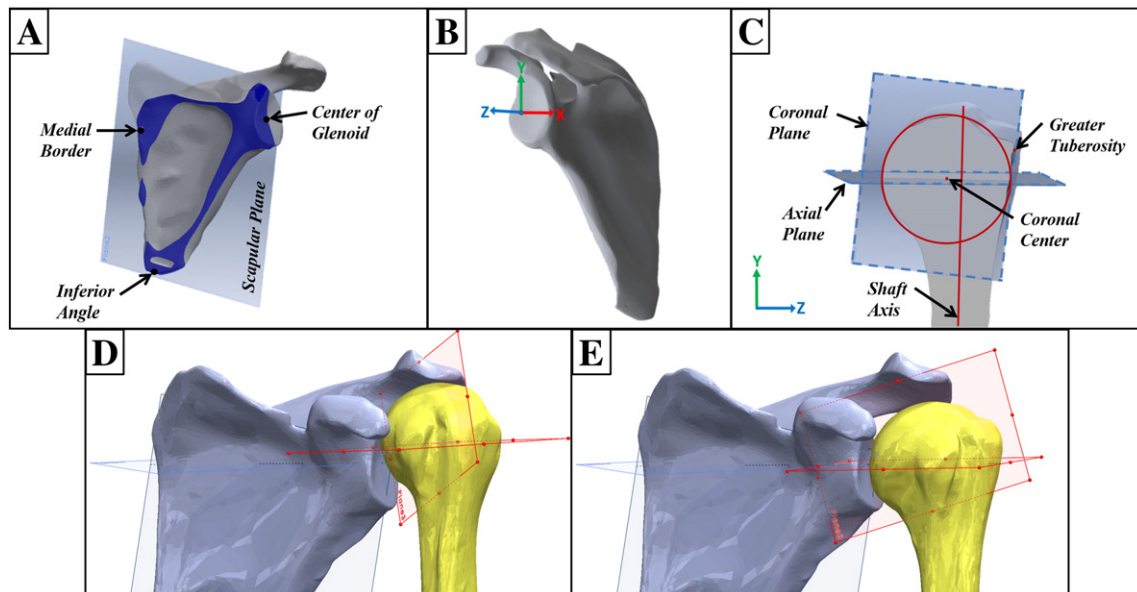 A
Medial
Border
Center of
Glenoid
Scapular Plane
Inferior
Angle
B
Y
Z
X
C
Coronal
Plane
Greater
Tuberosity
Axial
Plane
Coronal
Center
Shaft
Axis
Y
Z
D
Plane3
E